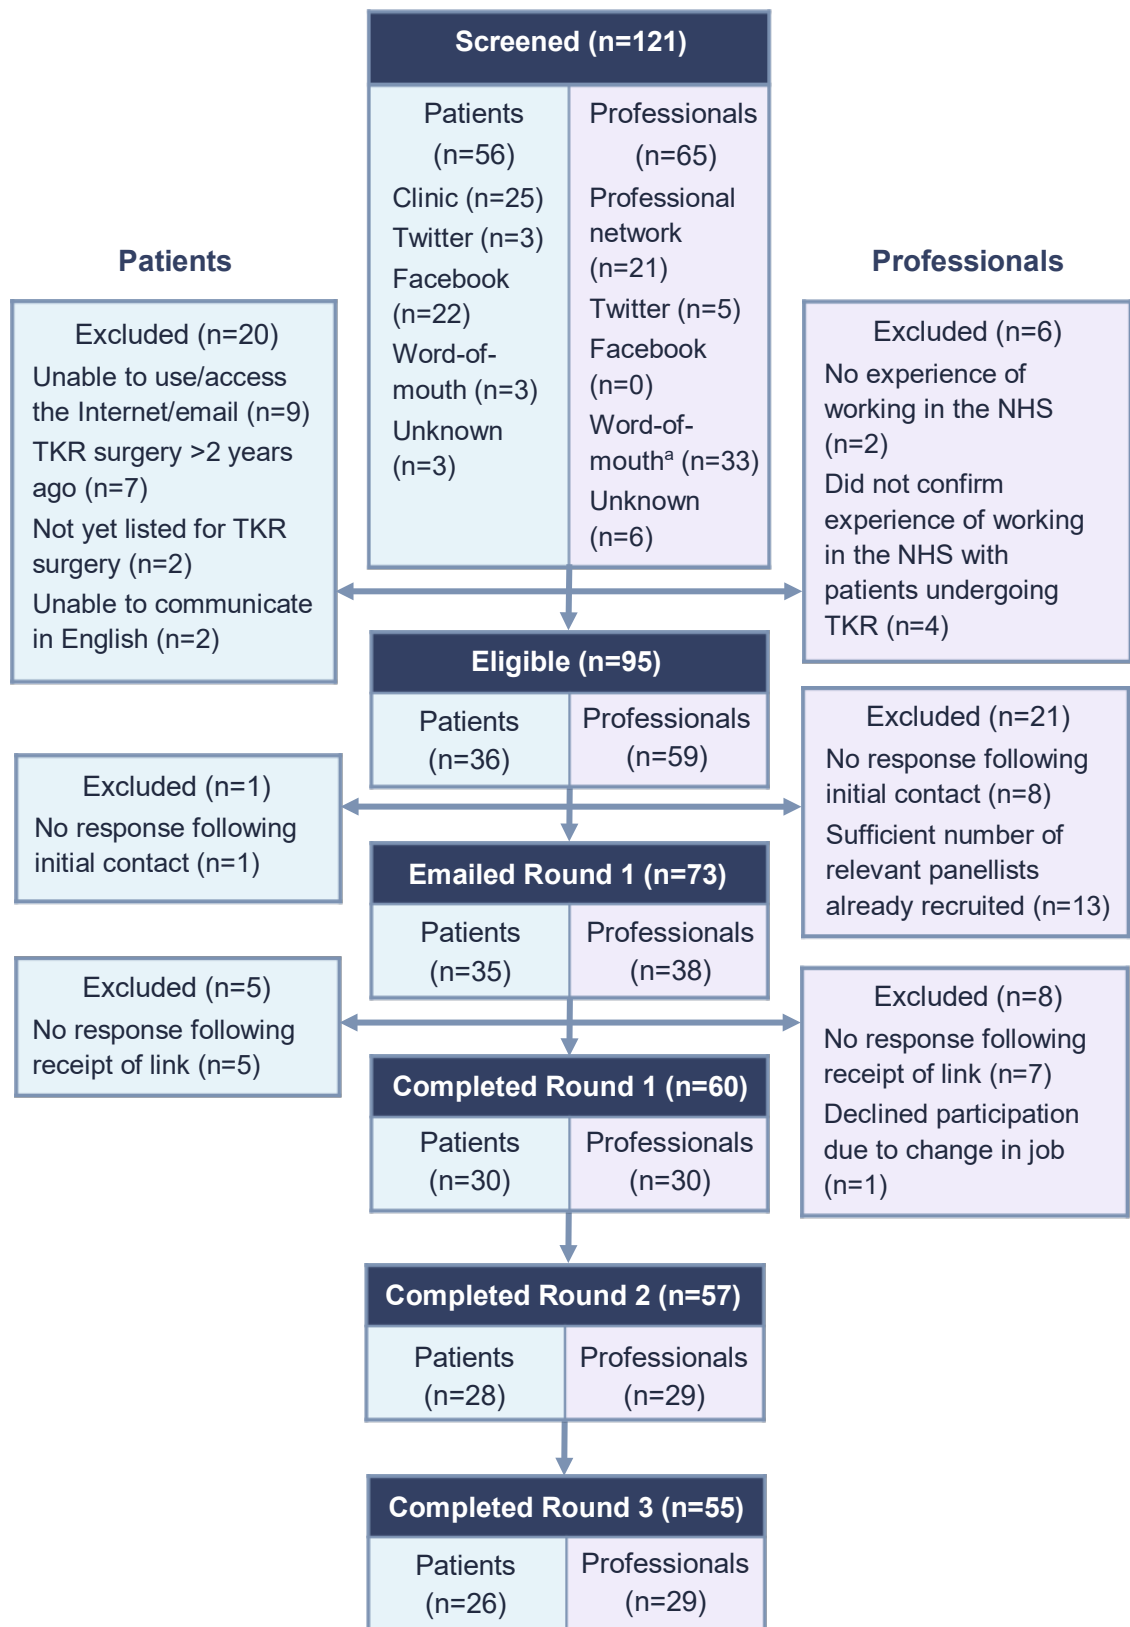 Screened (n=121)
Patients
(n=56)
Clinic (n=25)
Twitter (n=3)
Facebook
(n=22)
Word-of-
mouth (n=3)
Unknown
(n=3)
Professionals
(n=65)
Professional
network
(n=21)
Twitter (n=5)
Facebook
(n=0)
Word-of-
mouthᵃ (n=33)
Unknown
(n=6)
Patients
Excluded (n=20)
Unable to use/access
the Internet/email (n=9)
TKR surgery >2 years
ago (n=7)
Not yet listed for TKR
surgery (n=2)
Unable to communicate
in English (n=2)
Professionals
Excluded (n=6)
No experience of
working in the NHS
(n=2)
Did not confirm
experience of working
in the NHS with
patients undergoing
TKR (n=4)
Eligible (n=95)
Patients
(n=36)
Professionals
(n=59)
Excluded (n=1)
No response following
initial contact (n=1)
Excluded (n=21)
No response following
initial contact (n=8)
Sufficient number of
relevant panellists
already recruited (n=13)
Emailed Round 1 (n=73)
Patients
(n=35)
Professionals
(n=38)
Excluded (n=5)
No response following
receipt of link (n=5)
Excluded (n=8)
No response following
receipt of link (n=7)
Declined participation
due to change in job
(n=1)
Completed Round 1 (n=60)
Patients
(n=30)
Professionals
(n=30)
Completed Round 2 (n=57)
Patients
(n=28)
Professionals
(n=29)
Completed Round 3 (n=55)
Patients
(n=26)
Professionals
(n=29)